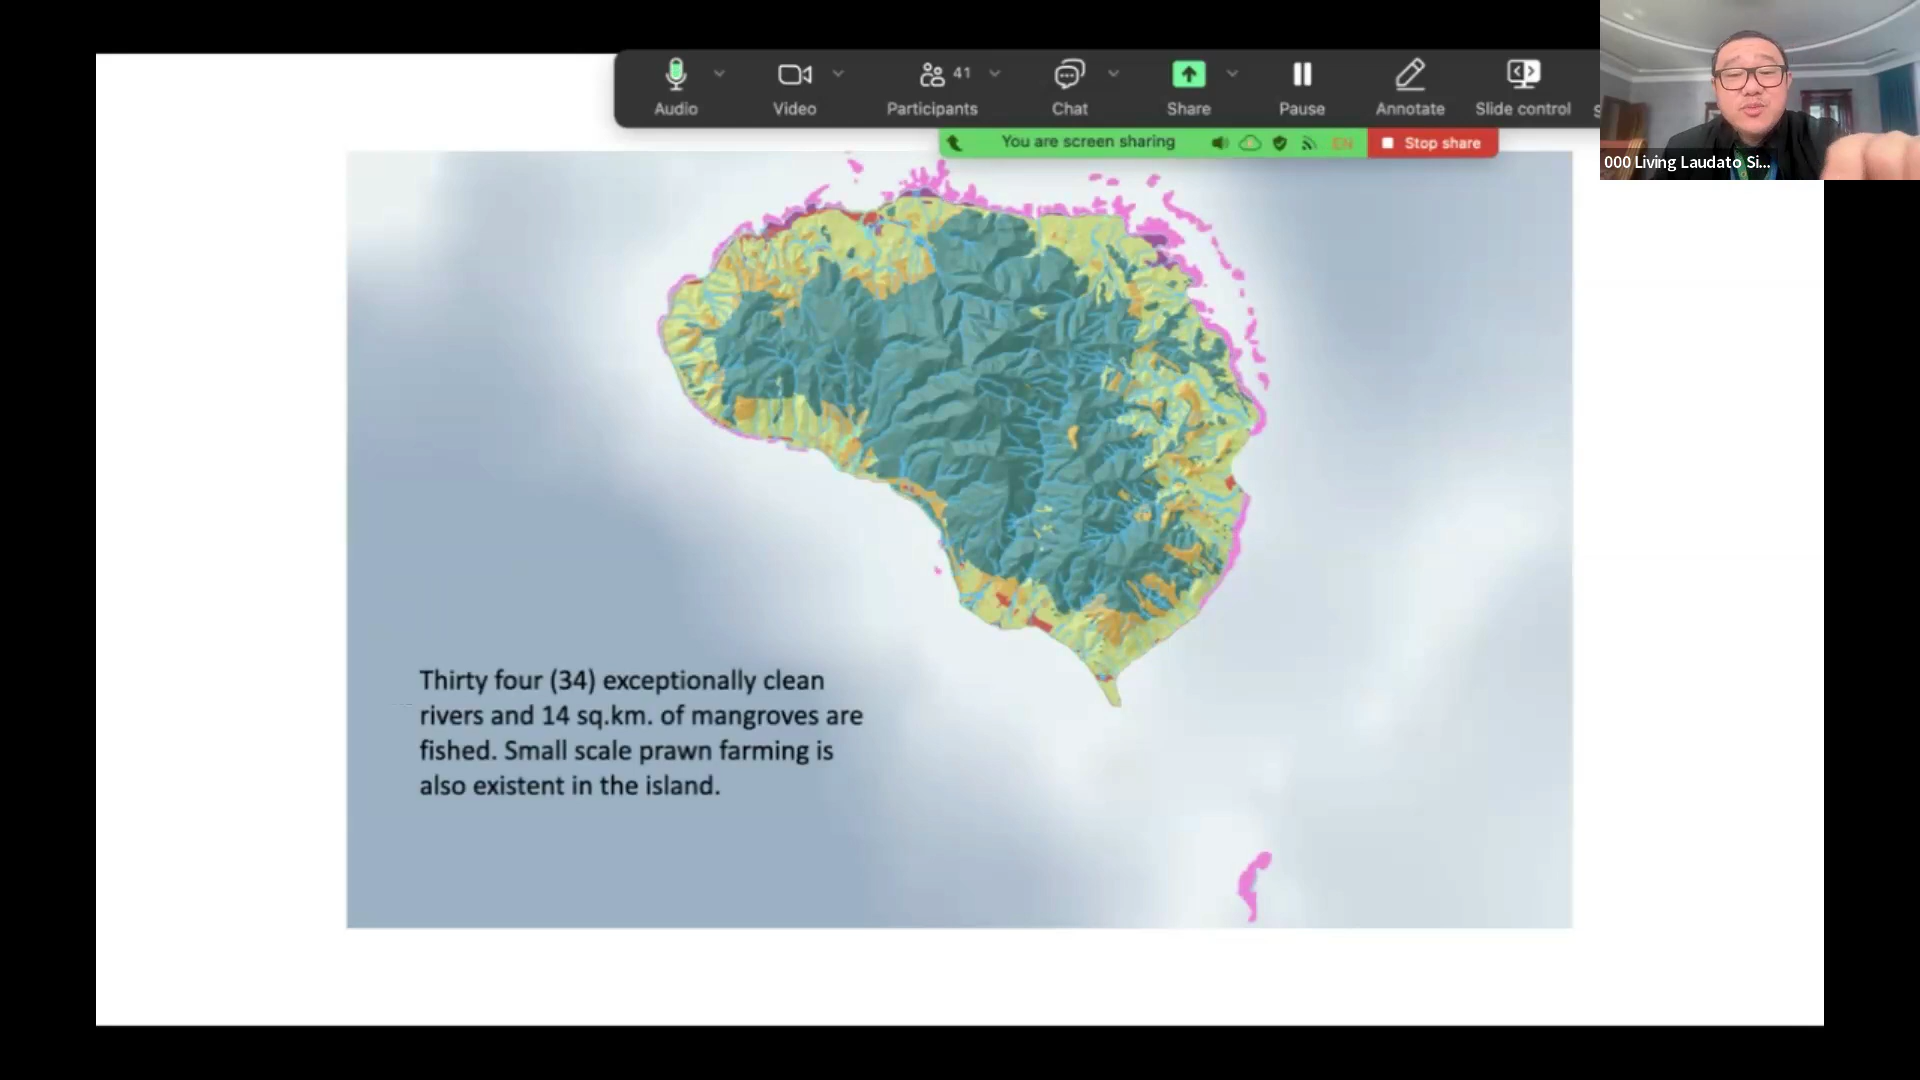 41
Audio
Video
Participants
Chat
Share
Pause
Annotate
Slide control
You are screen sharing
EN
Stop share
000 Living Laudato Si...
Thirty four (34) exceptionally clean
rivers and 14 sq.km. of mangroves are
fished. Small scale prawn farming is
also existent in the island.